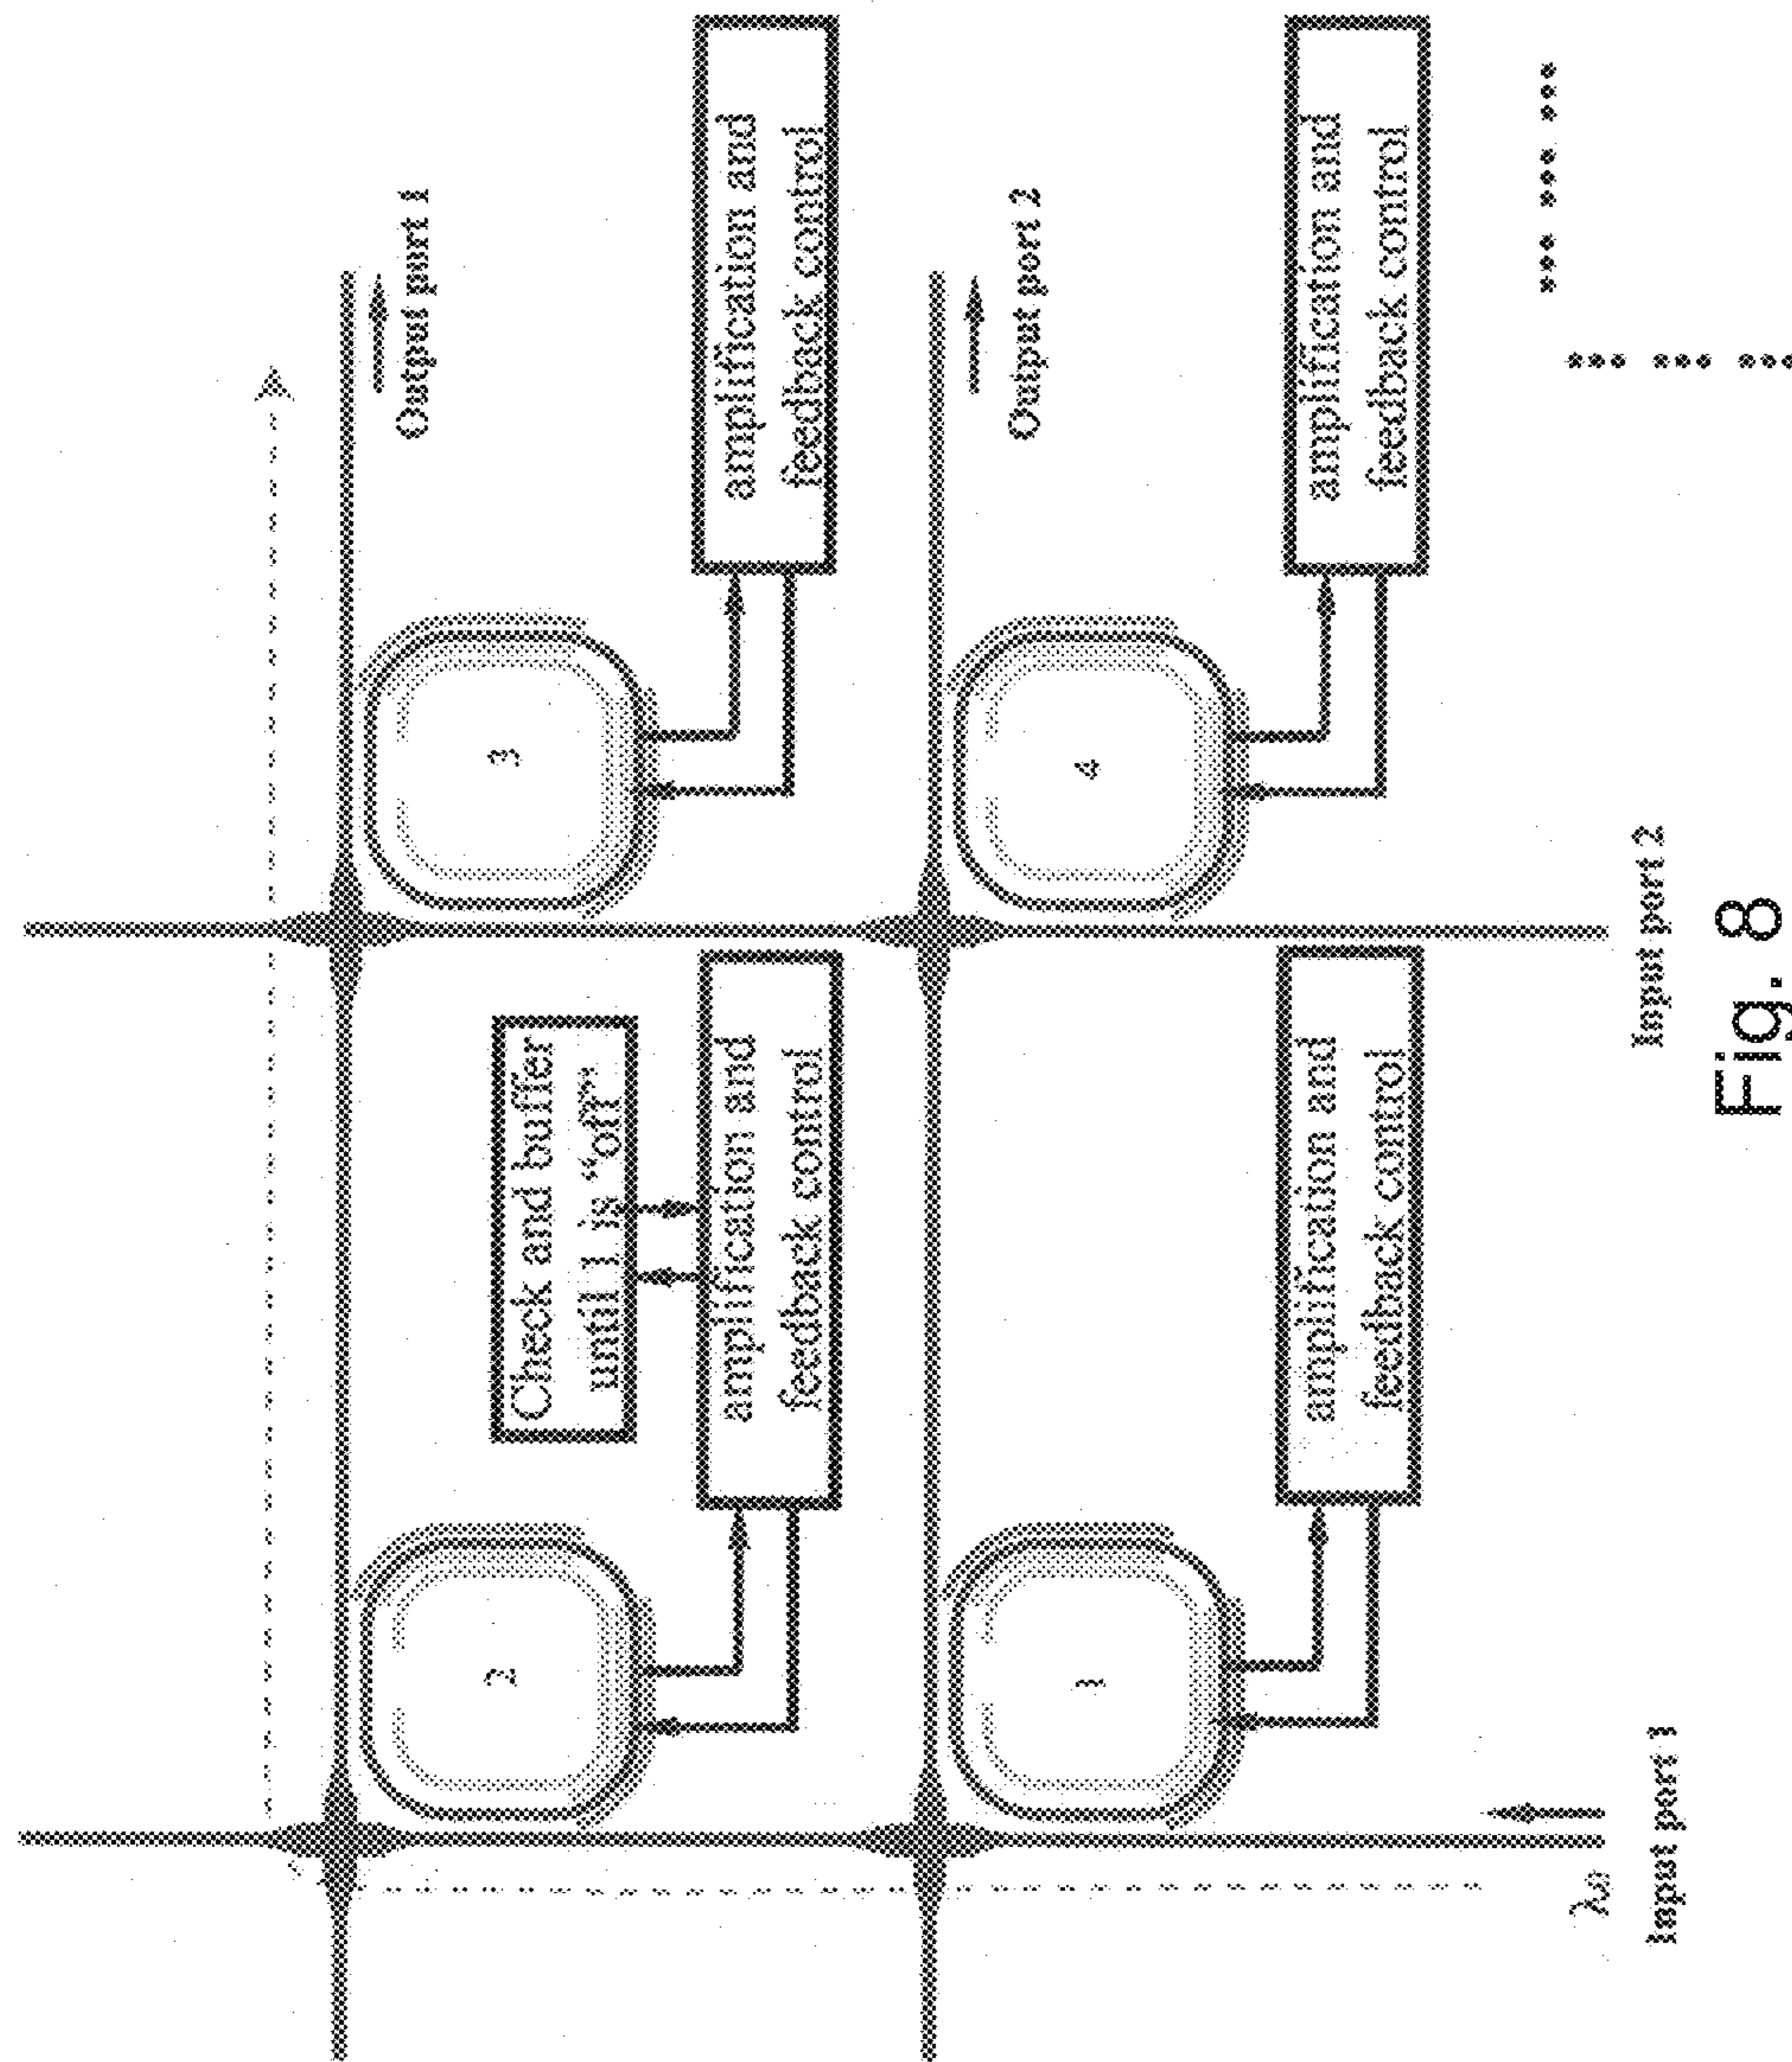 Output port 1
2
3
Check and buffer
until 1 is "off"
amplification and
feedback control
amplification and
feedback control
Output port 2
1
4
amplification and
feedback control
amplification and
feedback control
Input port 1
Input port 2
Fig. 8